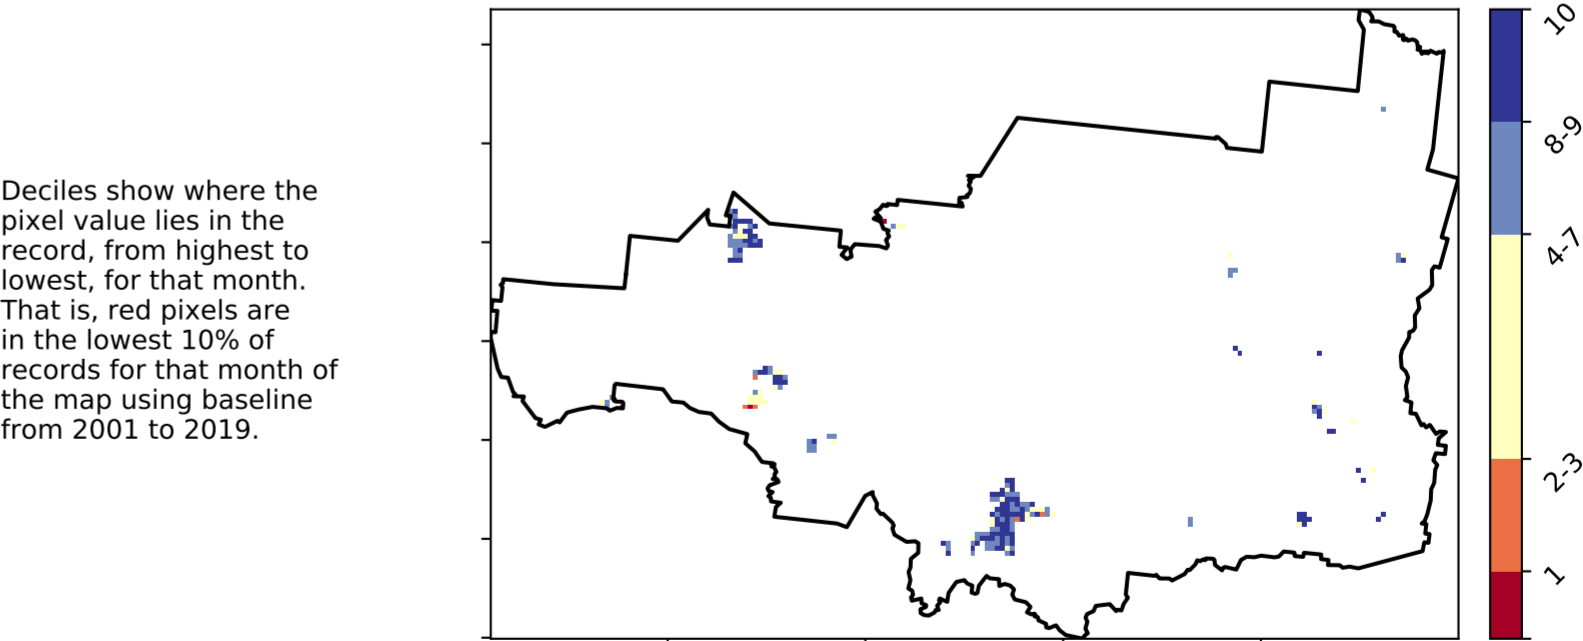 Deciles show where the
pixel value lies in the
record, from highest to
lowest, for that month.
That is, red pixels are
in the lowest 10% of
records for that month of
the map using baseline
from 2001 to 2019.
10
8-9
4-7
2-3
1